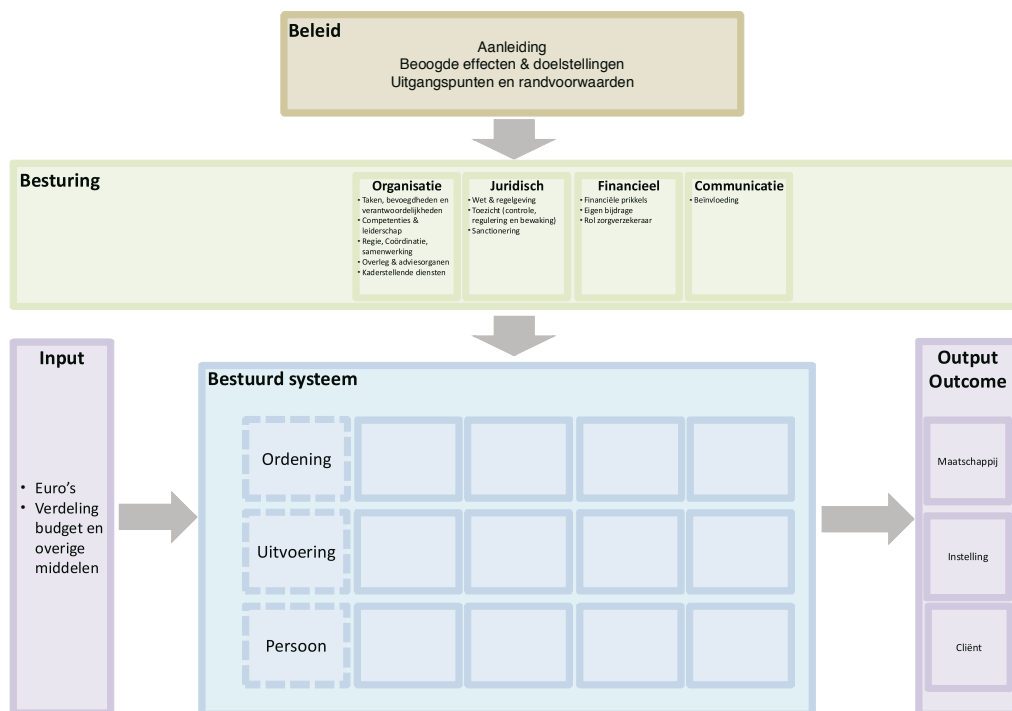 Beleid
Aanleiding
Beoogde effecten & doelstellingen
Uitgangspunten en randvoorwaarden
Besturing
Organisatie
• Taken, bevoegdheden en
verantwoordelijkheden
• Competenties &
leiderschap
• Regie, Coördinatie,
samenwerking
• Overleg & adviesorganen
• Kaderstellende diensten
Juridisch
• Wet & regelgeving
• Toezicht (controle,
regulering en bewaking)
• Sanctionering
Financieel
• Financiële prikkels
• Eigen bijdrage
• Rol zorgverzekeraar
Communicatie
• Beïnvloeding
Input
• Euro's
• Verdeling
budget en
overige
middelen
Bestuurd systeem
Ordening
Uitvoering
Persoon
Output
Outcome
Maatschappij
Instelling
Cliënt